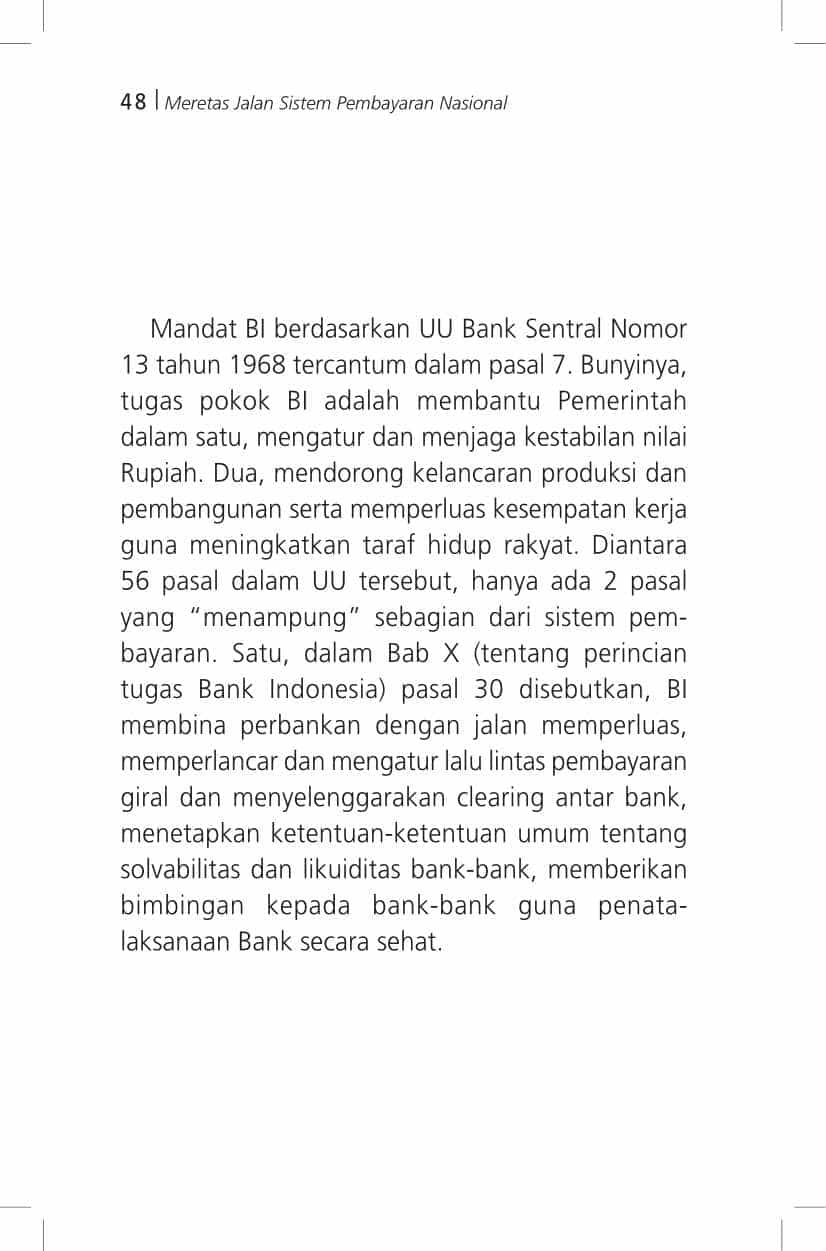 48 | Meretas Jalan Sistem Pembayaran Nasional
Mandat BI berdasarkan UU Bank Sentral Nomor
13 tahun 1968 tercantum dalam pasal 7. Bunyinya,
tugas pokok BI adalah membantu Pemerintah
dalam satu, mengatur dan menjaga kestabilan nilai
Rupiah. Dua, mendorong kelancaran produksi dan
pembangunan serta memperluas kesempatan kerja
guna meningkatkan taraf hidup rakyat. Diantara
56 pasal dalam UU tersebut, hanya ada 2 pasal
yang “menampung” sebagian dari sistem pem-
bayaran. Satu, dalam Bab X (tentang perincian
tugas Bank Indonesia) pasal 30 disebutkan, BI
membina perbankan dengan jalan memperluas,
memperlancar dan mengatur lalu lintas pembayaran
giral dan menyelenggarakan clearing antar bank,
menetapkan ketentuan-ketentuan umum tentang
solvabilitas dan likuiditas bank-bank, memberikan
bimbingan kepada bank-bank guna penata-
laksanaan Bank secara sehat.